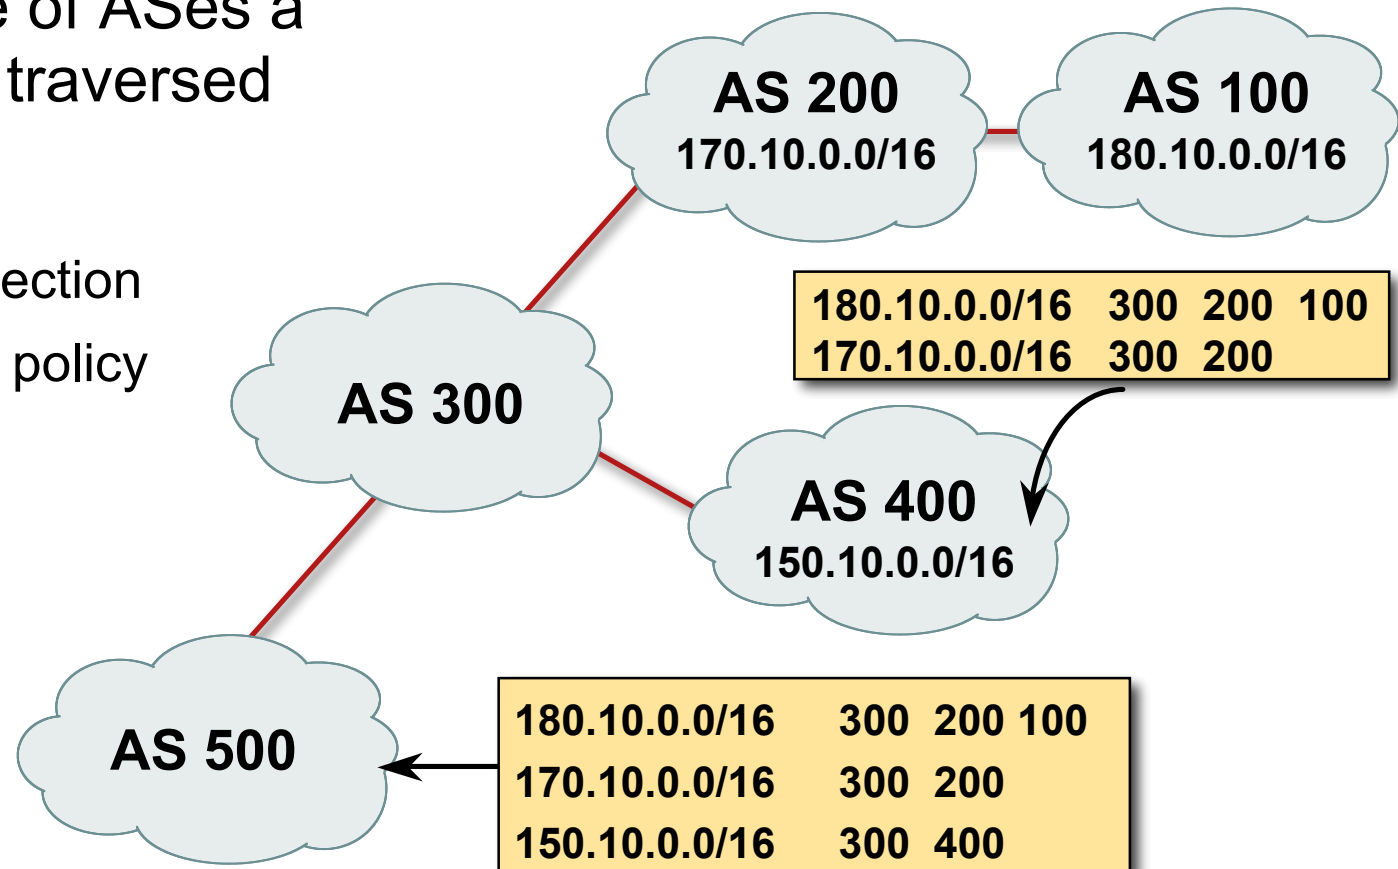 e of ASes a
traversed
ection
policy
AS 200
170.10.0.0/16
AS 100
180.10.0.0/16
180.10.0.0/16 300 200 100
170.10.0.0/16 300 200
AS 300
AS 400
150.10.0.0/16
AS 500
180.10.0.0/16 300 200 100
170.10.0.0/16 300 200
150.10.0.0/16 300 400